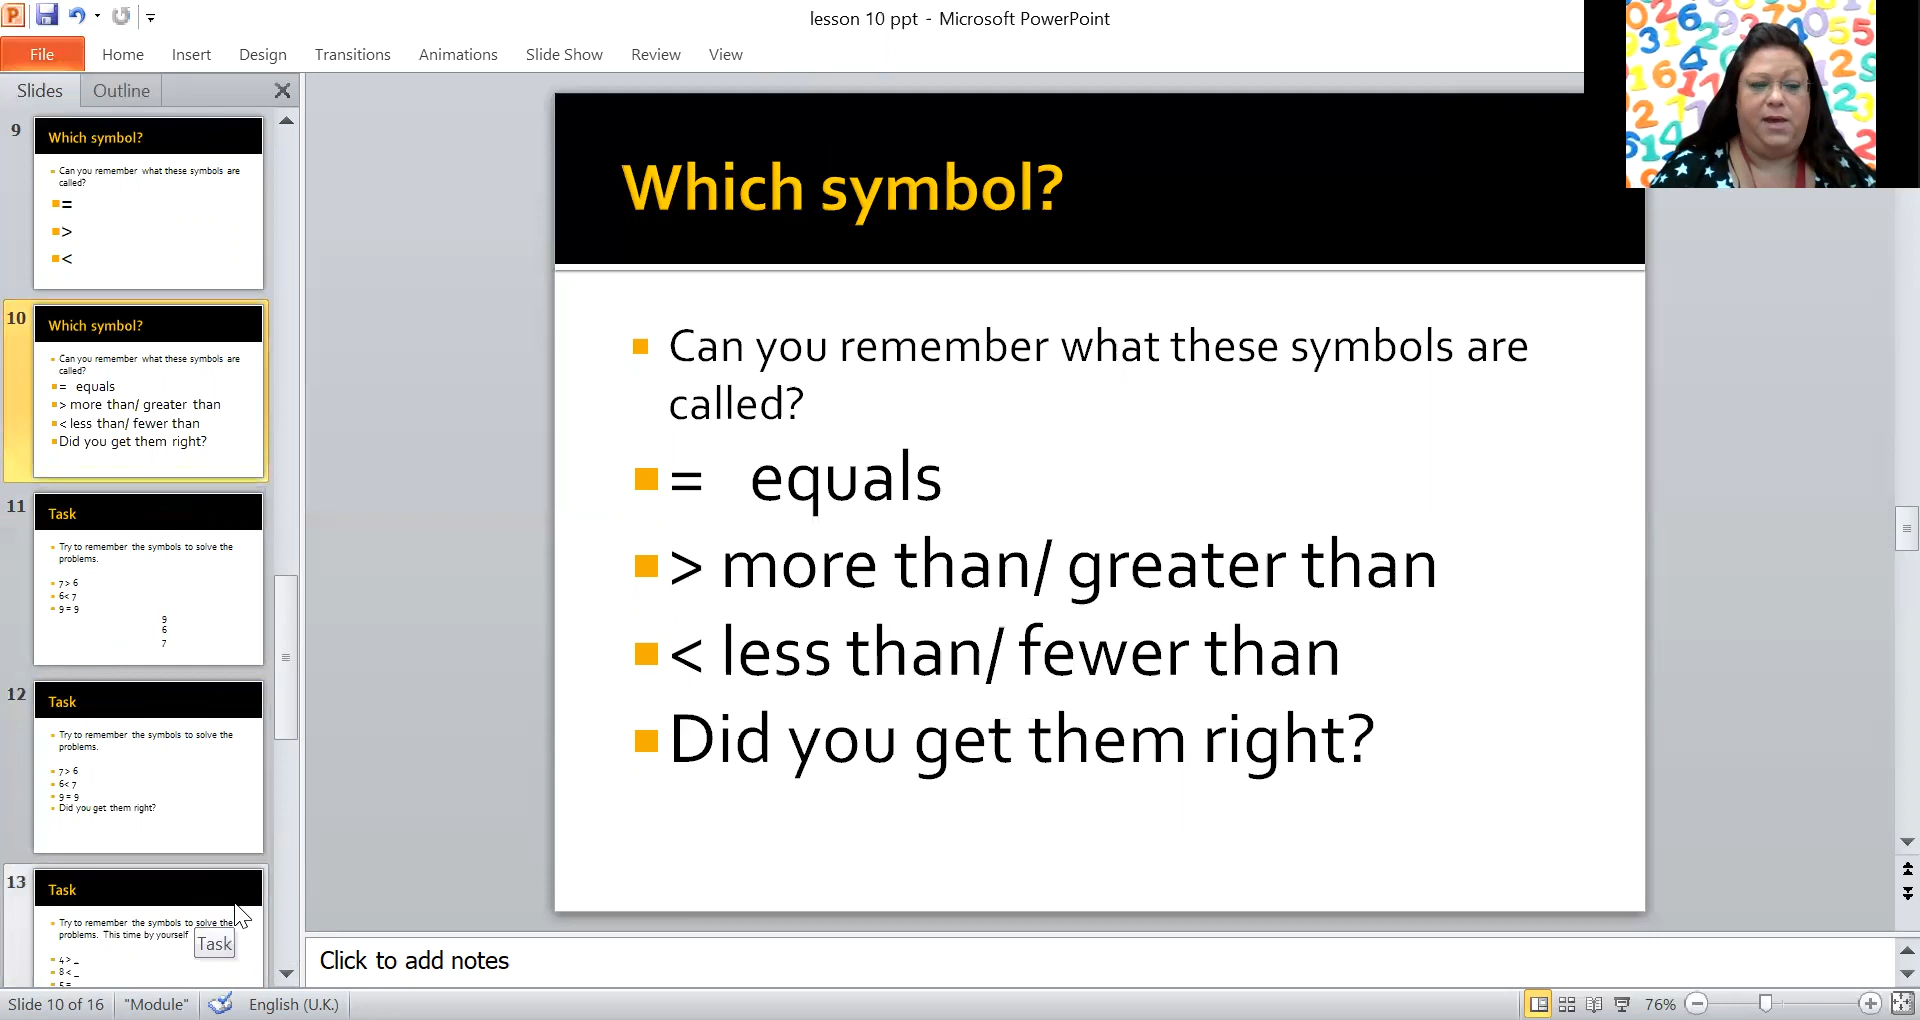 lesson 10 ppt - Microsoft PowerPoint
File Home Insert Design Transitions Animations Slide Show Review View
Slides Outline
9
Which symbol?
Can you remember what these symbols are
called?
=
>
<
10
Which symbol?
Can you remember what these symbols are
called?
= equals
> more than/ greater than
< less than/ fewer than
Did you get them right?
11
Task
Try to remember the symbols to solve the
problems.
7 > 6
6 < 7
9 = 9
9
6
7
12
Task
Try to remember the symbols to solve the
problems.
7 > 6
6 < 7
9 = 9
Did you get them right?
13
Task
Try to remember the symbols to solve the
problems. This time by yourself
Task
4 > _
8 < _
Which symbol?
Can you remember what these symbols are
called?
= equals
> more than/ greater than
< less than/ fewer than
Did you get them right?
Click to add notes
Slide 10 of 16 "Module" English (U.K.) 76%